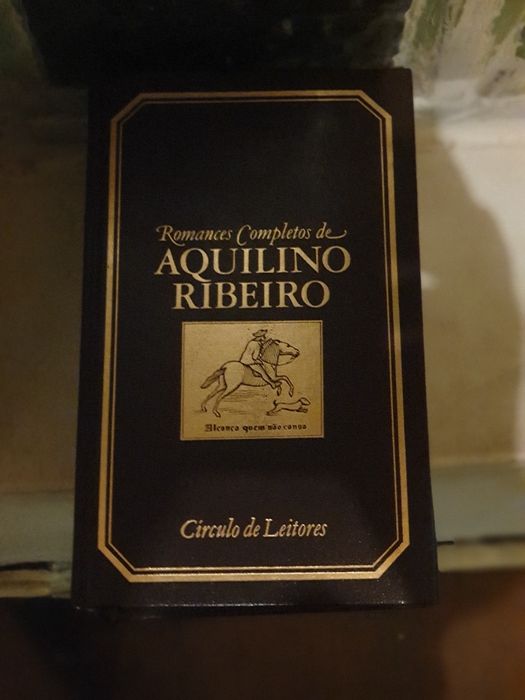 Romances Completos de
AQUILINO
RIBEIRO
Alcança quem não cansa
Círculo de Leitores